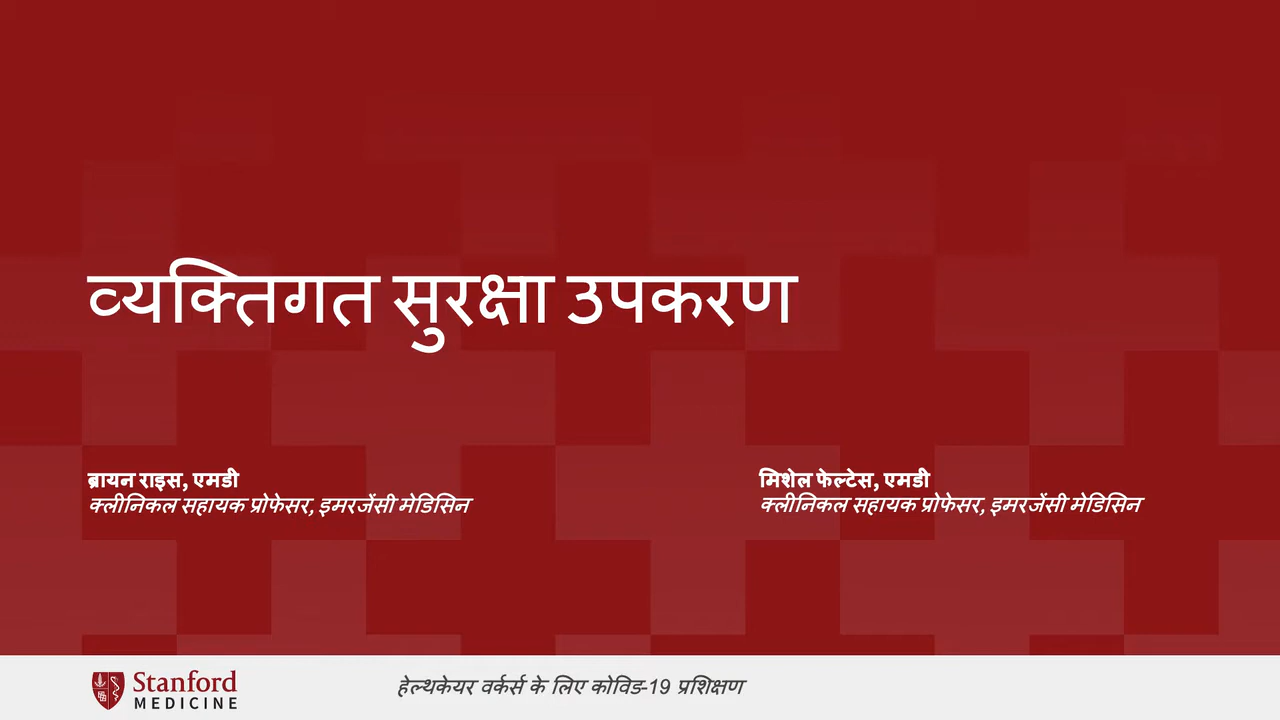 व्यक्तिगत सुरक्षा उपकरण
ब्रायन राइस, एमडी
क्लीनिकल सहायक प्रोफेसर, इमरजेंसी मेडिसिन
मिशेल फेल्टेस, एमडी
क्लीनिकल सहायक प्रोफेसर, इमरजेंसी मेडिसिन
Stanford
MEDICINE
हेल्थकेयर वर्कर्स के लिए कोविड-19 प्रशिक्षण